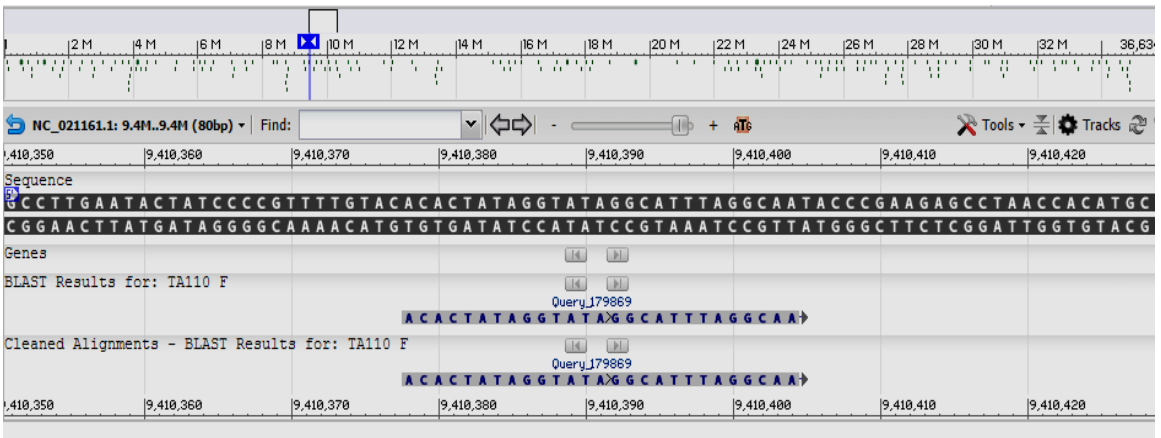 2 M 4 M 6 M 8 M 10 M 12 M 14 M 16 M 18 M 20 M 22 M 24 M 26 M 28 M 30 M 32 M 36,63
NC_021161.1: 9.4M..9.4M (80bp) Find: - + ATG Tools Tracks
,410,350 9,410,360 9,410,370 9,410,380 9,410,390 9,410,400 9,410,410 9,410,420
Sequence
5'
G C C T T G A A T A C T A T C C C C G T T T T G T A C A C A C T A T A G G T A T A G G C A T T T A G G C A A T A C C C G A A G A G C C T A A C C A C A T G C
C G G A A C T T A T G A T A G G G G C A A A A C A T G T G T G A T A T C C A T A T C C G T A A A T C C G T T A T G G G C T T C T C G G A T T G G T G T A C G
Genes
BLAST Results for: TA110 F
Query_179869
A C A C T A T A G G T A T A G G C A T T T A G G C A A
Cleaned Alignments - BLAST Results for: TA110 F
Query_179869
A C A C T A T A G G T A T A G G C A T T T A G G C A A
,410,350 9,410,360 9,410,370 9,410,380 9,410,390 9,410,400 9,410,410 9,410,420